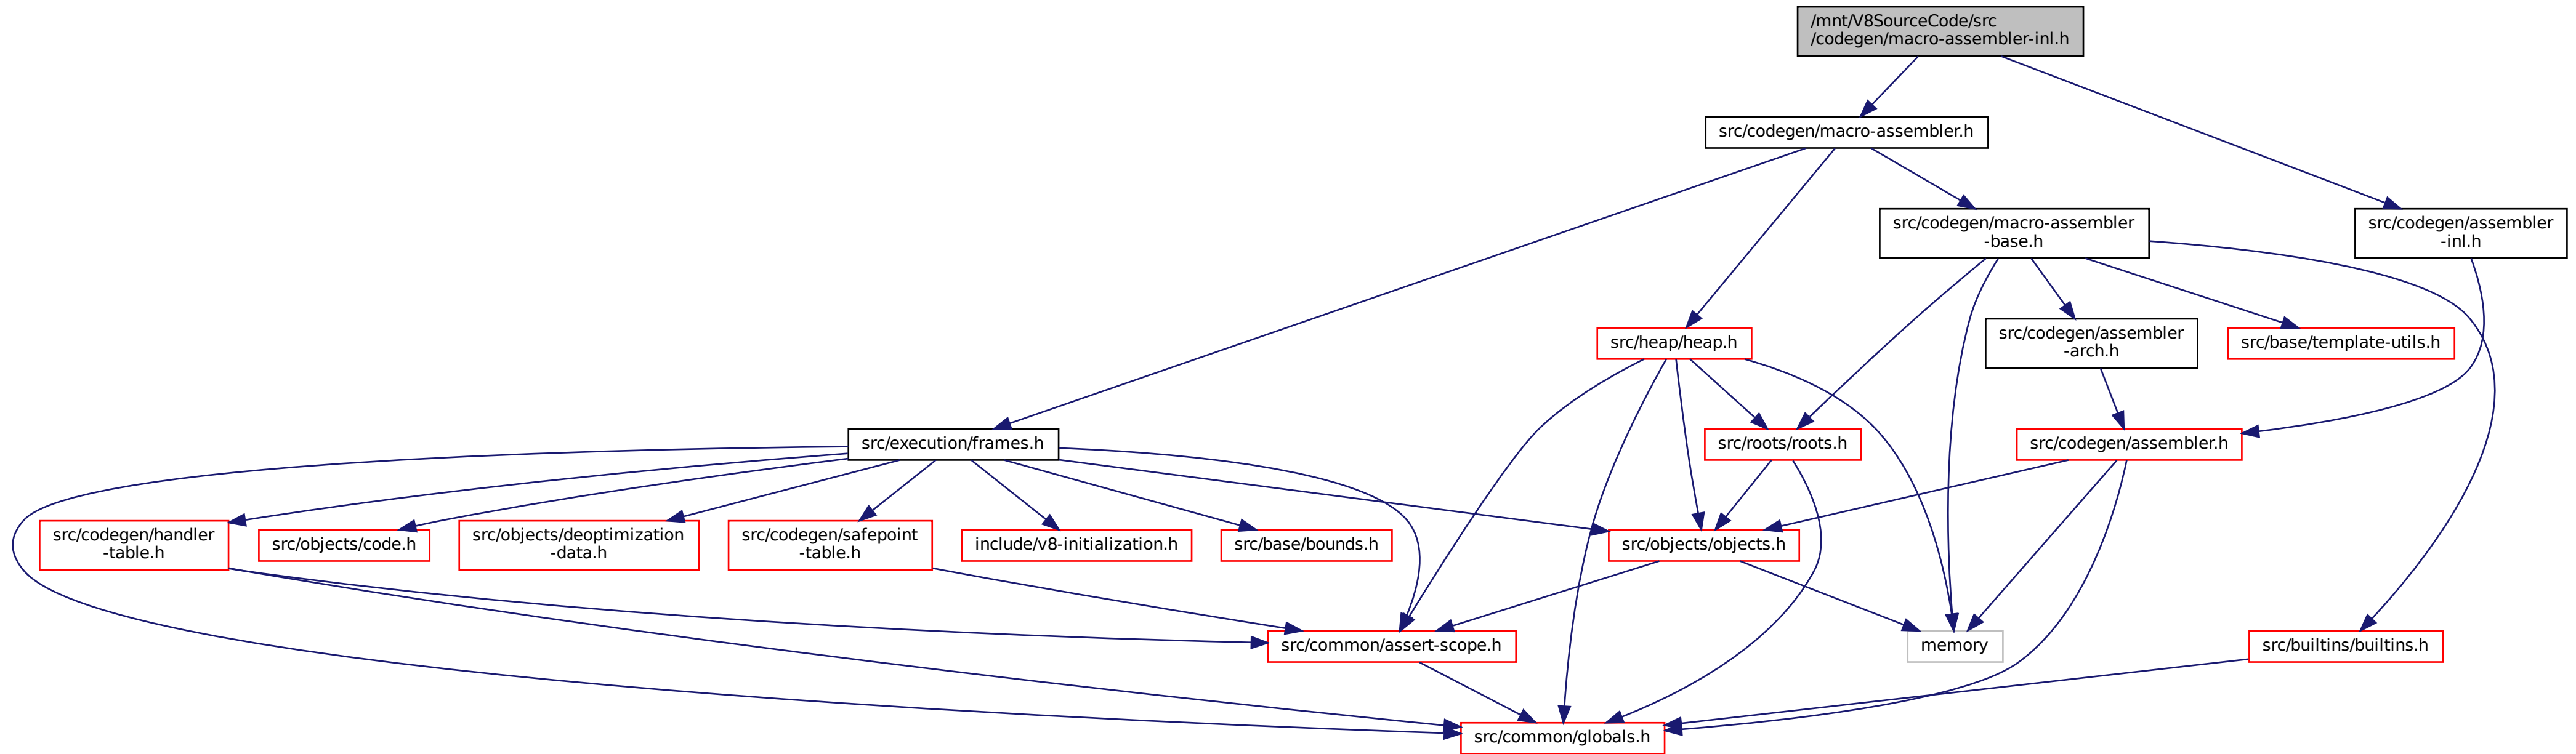 /mnt/V8SourceCode/src
/codegen/macro-assembler-inl.h
src/codegen/macro-assembler.h
src/codegen/macro-assembler
-base.h
src/codegen/assembler
-inl.h
src/heap/heap.h
src/codegen/assembler
-arch.h
src/base/template-utils.h
src/execution/frames.h
src/roots/roots.h
src/codegen/assembler.h
src/codegen/handler
-table.h
src/objects/code.h
src/objects/deoptimization
-data.h
src/codegen/safepoint
-table.h
include/v8-initialization.h
src/base/bounds.h
src/objects/objects.h
src/common/assert-scope.h
memory
src/builtins/builtins.h
src/common/globals.h